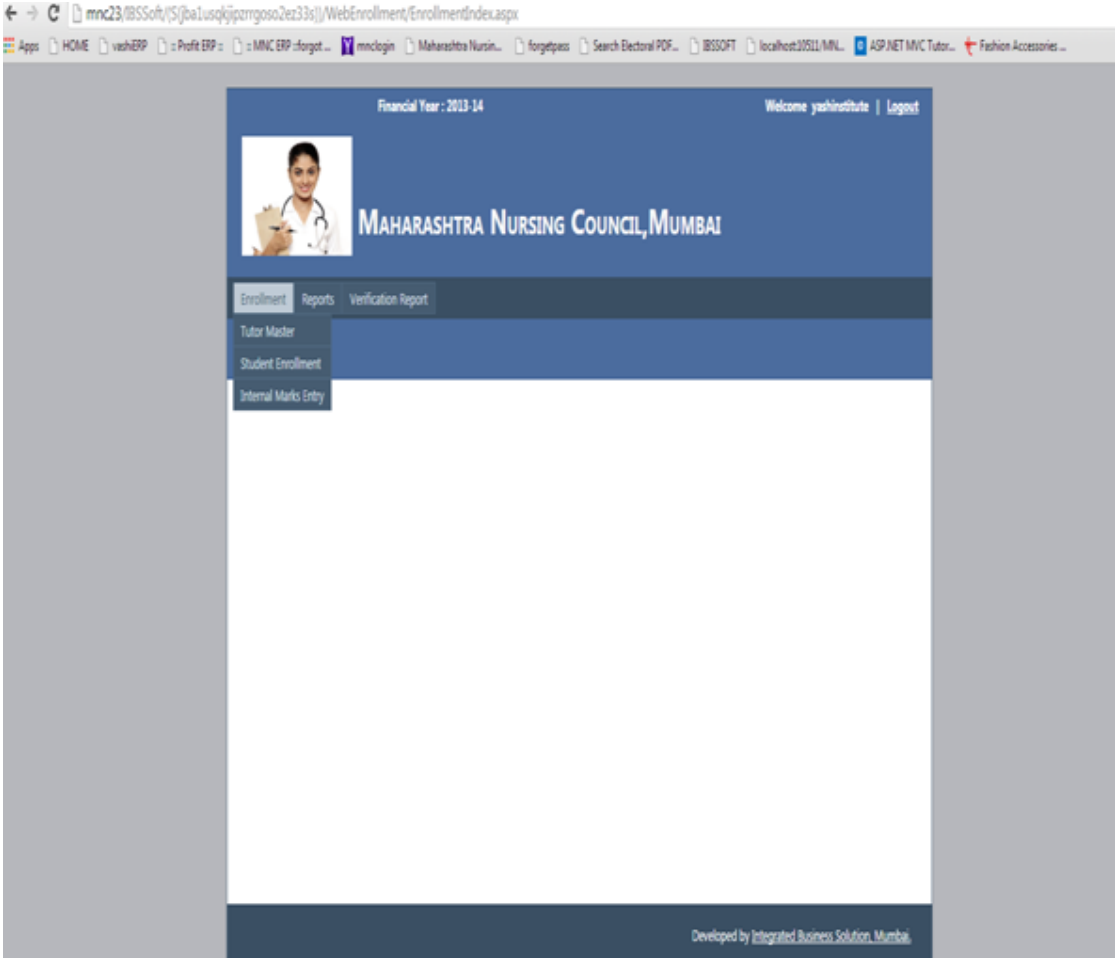 mnc23/IBSSoft/(S(jba1usqkjipzrrgoso2ez33s))/WebEnrollment/EnrollmentIndex.aspx
Apps HOME vashiERP :: Profit ERP :: :: MNC ERP ::forgot ... mnclogin Maharashtra Nursin... forgetpass Search Electoral PDF... IBSSOFT localhost:10511/MN... ASP.NET MVC Tutor... Fashion Accessories ...
Financial Year : 2013-14 Welcome yashinstitute | Logout
MAHARASHTRA NURSING COUNCIL,MUMBAI
Enrollment Reports Verification Report
Tutor Master
Student Enrollment
Internal Marks Entry
Developed by Integrated Business Solution, Mumbai.